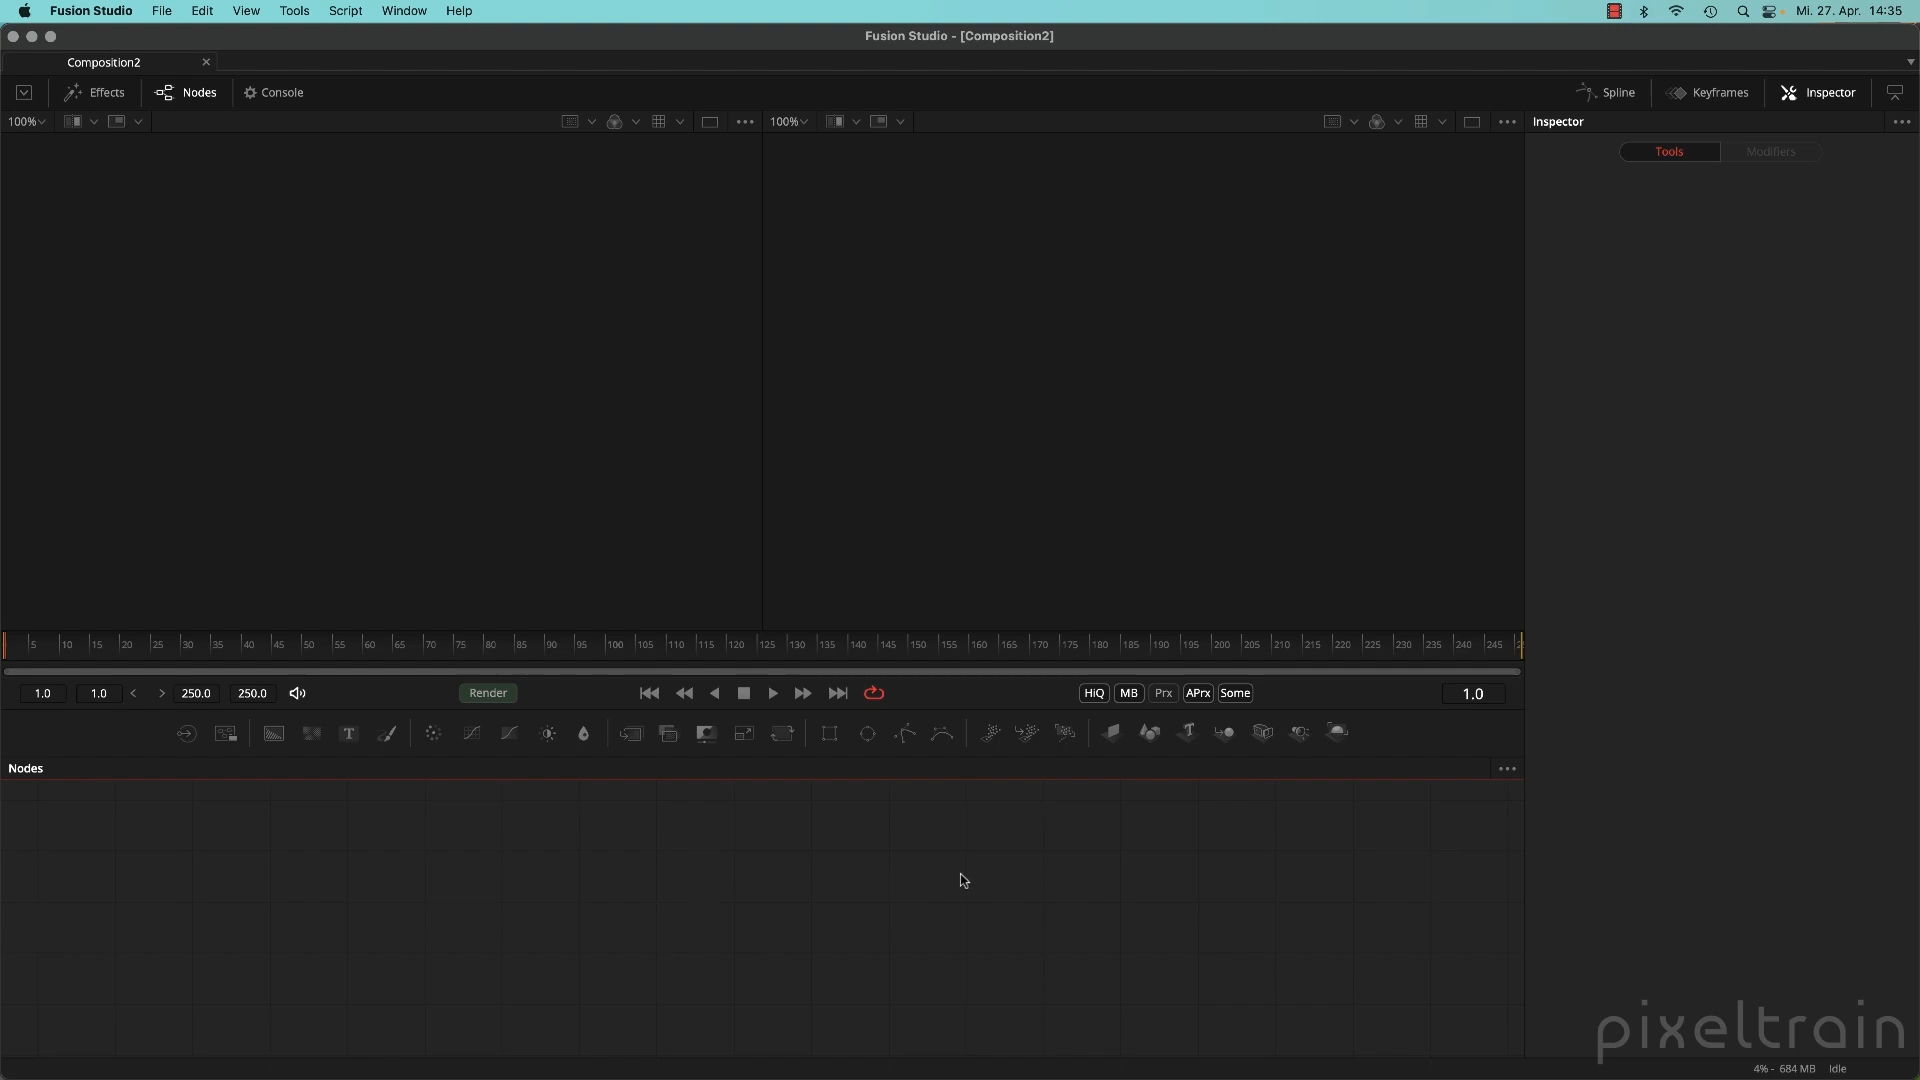 Fusion Studio File Edit View Tools Script Window Help Mi. 27. Apr. 14:35
Fusion Studio - [Composition2]
Composition2
Effects Nodes Console Spline Keyframes Inspector
100% 100% Inspector
Tools Modifiers
5 10 15 20 25 30 35 40 45 50 55 60 65 70 75 80 85 90 95 100 105 110 115 120 125 130 135 140 145 150 155 160 165 170 175 180 185 190 195 200 205 210 215 220 225 230 235 240 245
1.0 1.0 < > 250.0 250.0 Render HiQ MB Prx APrx Some 1.0
T T
Nodes
pixeltrain
4% - 684 MB Idle